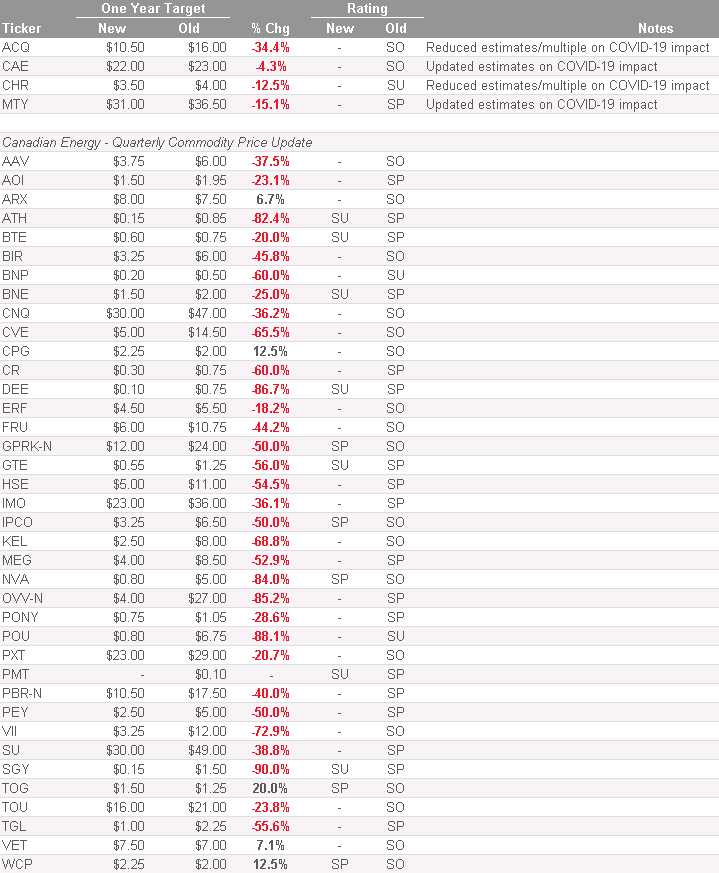 One Year Target Rating
Ticker New Old % Chg New Old Notes
ACQ $10.50 $16.00 -34.4% - SO Reduced estimates/multiple on COVID-19 impact
CAE $22.00 $23.00 -4.3% - SO Updated estimates on COVID-19 impact
CHR $3.50 $4.00 -12.5% - SU Reduced estimates/multiple on COVID-19 impact
MTY $31.00 $36.50 -15.1% - SP Updated estimates on COVID-19 impact
Canadian Energy - Quarterly Commodity Price Update
AAV $3.75 $6.00 -37.5% - SO
AOI $1.50 $1.95 -23.1% - SP
ARX $8.00 $7.50 6.7% - SO
ATH $0.15 $0.85 -82.4% SU SP
BTE $0.60 $0.75 -20.0% SU SP
BIR $3.25 $6.00 -45.8% - SO
BNP $0.20 $0.50 -60.0% - SU
BNE $1.50 $2.00 -25.0% SU SP
CNQ $30.00 $47.00 -36.2% - SO
CVE $5.00 $14.50 -65.5% - SO
CPG $2.25 $2.00 12.5% - SO
CR $0.30 $0.75 -60.0% - SP
DEE $0.10 $0.75 -86.7% SU SP
ERF $4.50 $5.50 -18.2% - SO
FRU $6.00 $10.75 -44.2% - SO
GPRK-N $12.00 $24.00 -50.0% SP SO
GTE $0.55 $1.25 -56.0% SU SP
HSE $5.00 $11.00 -54.5% - SP
IMO $23.00 $36.00 -36.1% - SP
IPCO $3.25 $6.50 -50.0% SP SO
KEL $2.50 $8.00 -68.8% - SO
MEG $4.00 $8.50 -52.9% - SP
NVA $0.80 $5.00 -84.0% SP SO
OVV-N $4.00 $27.00 -85.2% - SP
PONY $0.75 $1.05 -28.6% - SP
POU $0.80 $6.75 -88.1% - SU
PXT $23.00 $29.00 -20.7% - SO
PMT - $0.10 - SU SP
PBR-N $10.50 $17.50 -40.0% - SP
PEY $2.50 $5.00 -50.0% - SP
VII $3.25 $12.00 -72.9% - SO
SU $30.00 $49.00 -38.8% - SP
SGY $0.15 $1.50 -90.0% SU SP
TOG $1.50 $1.25 20.0% SP SO
TOU $16.00 $21.00 -23.8% - SO
TGL $1.00 $2.25 -55.6% - SP
VET $7.50 $7.00 7.1% - SO
WCP $2.25 $2.00 12.5% SP SO